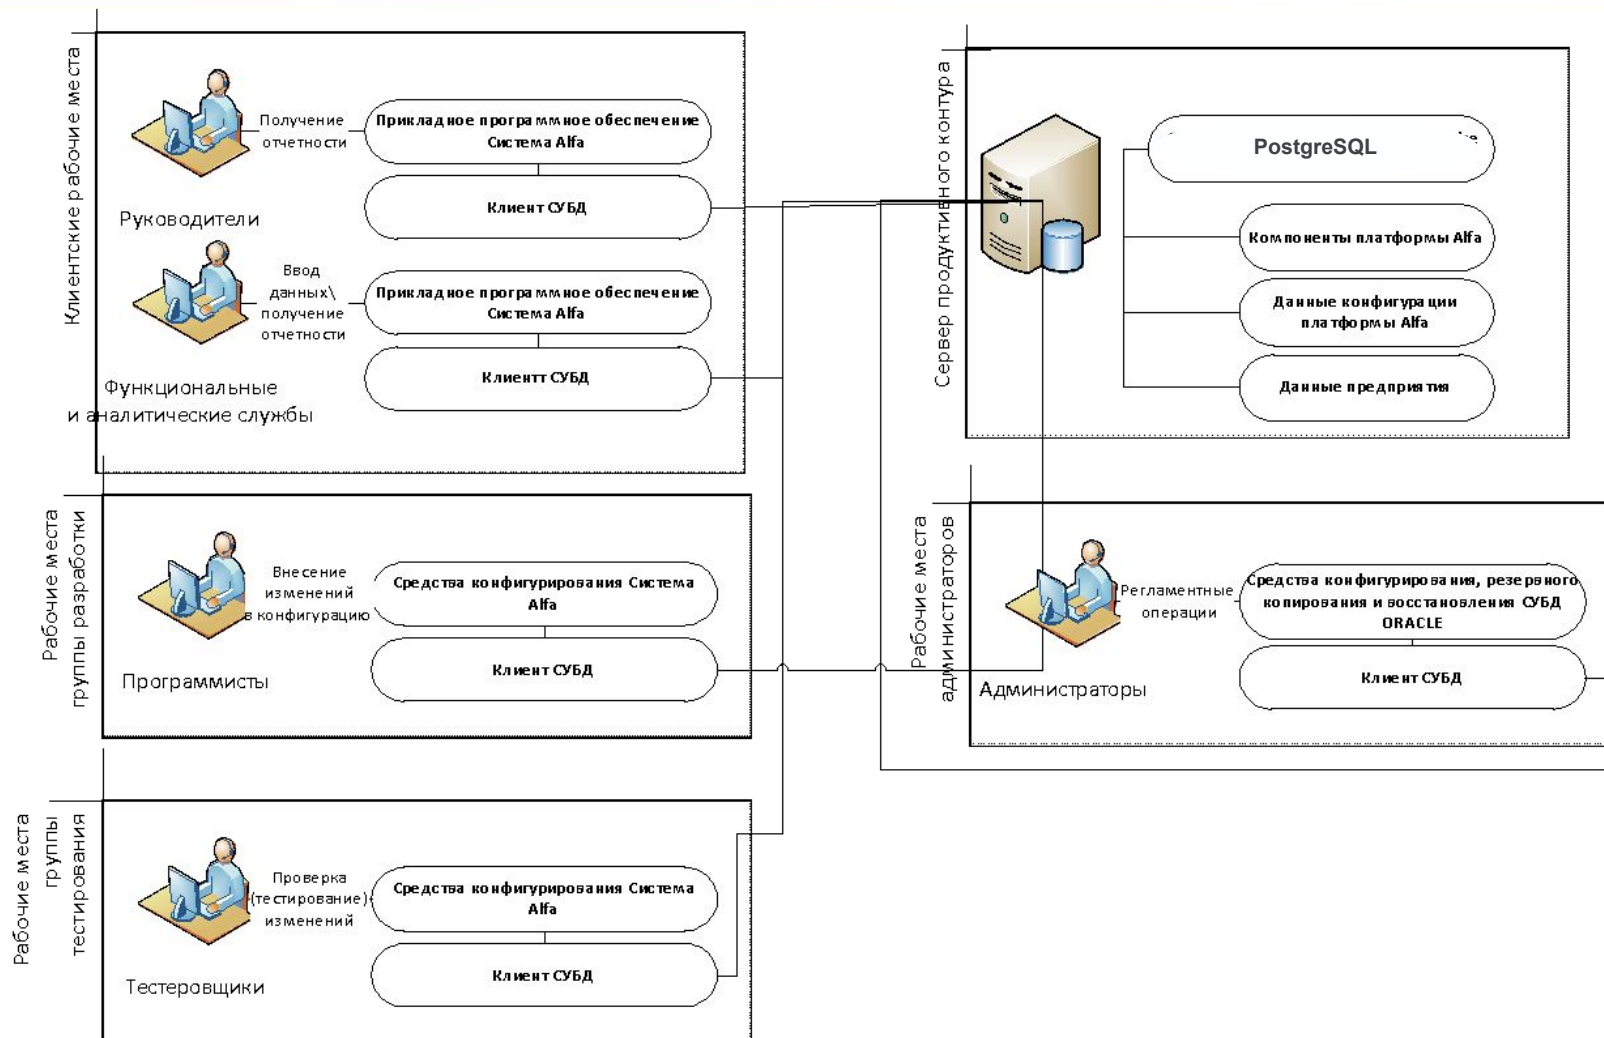 Клиентские рабочие места
Получение
отчетности
Прикладное программное обеспечение
Система Alfa
Клиент СУБД
Руководители
Ввод
данных\
получение
отчетности
Прикладное программное обеспечение
Система Alfa
Клиентт СУБД
Функциональные
и аналитические службы
Сервер продуктивного контура
PostgreSQL
Компоненты платформы Alfa
Данные конфигурации
платформы Alfa
Данные предприятия
Рабочие места
группы разработки
Внесение
изменений
в конфигурацию
Средства конфигурирования Система
Alfa
Клиент СУБД
Программисты
Рабочие места
администраторов
Регламентные
операции
Средства конфигурирования, резервного
копирования и восстановления СУБД
ORACLE
Клиент СУБД
Администраторы
Рабочие места
группы
тестирования
Проверка
(тестирование)
изменений
Средства конфигурирования Система
Alfa
Клиент СУБД
Тестеровщики